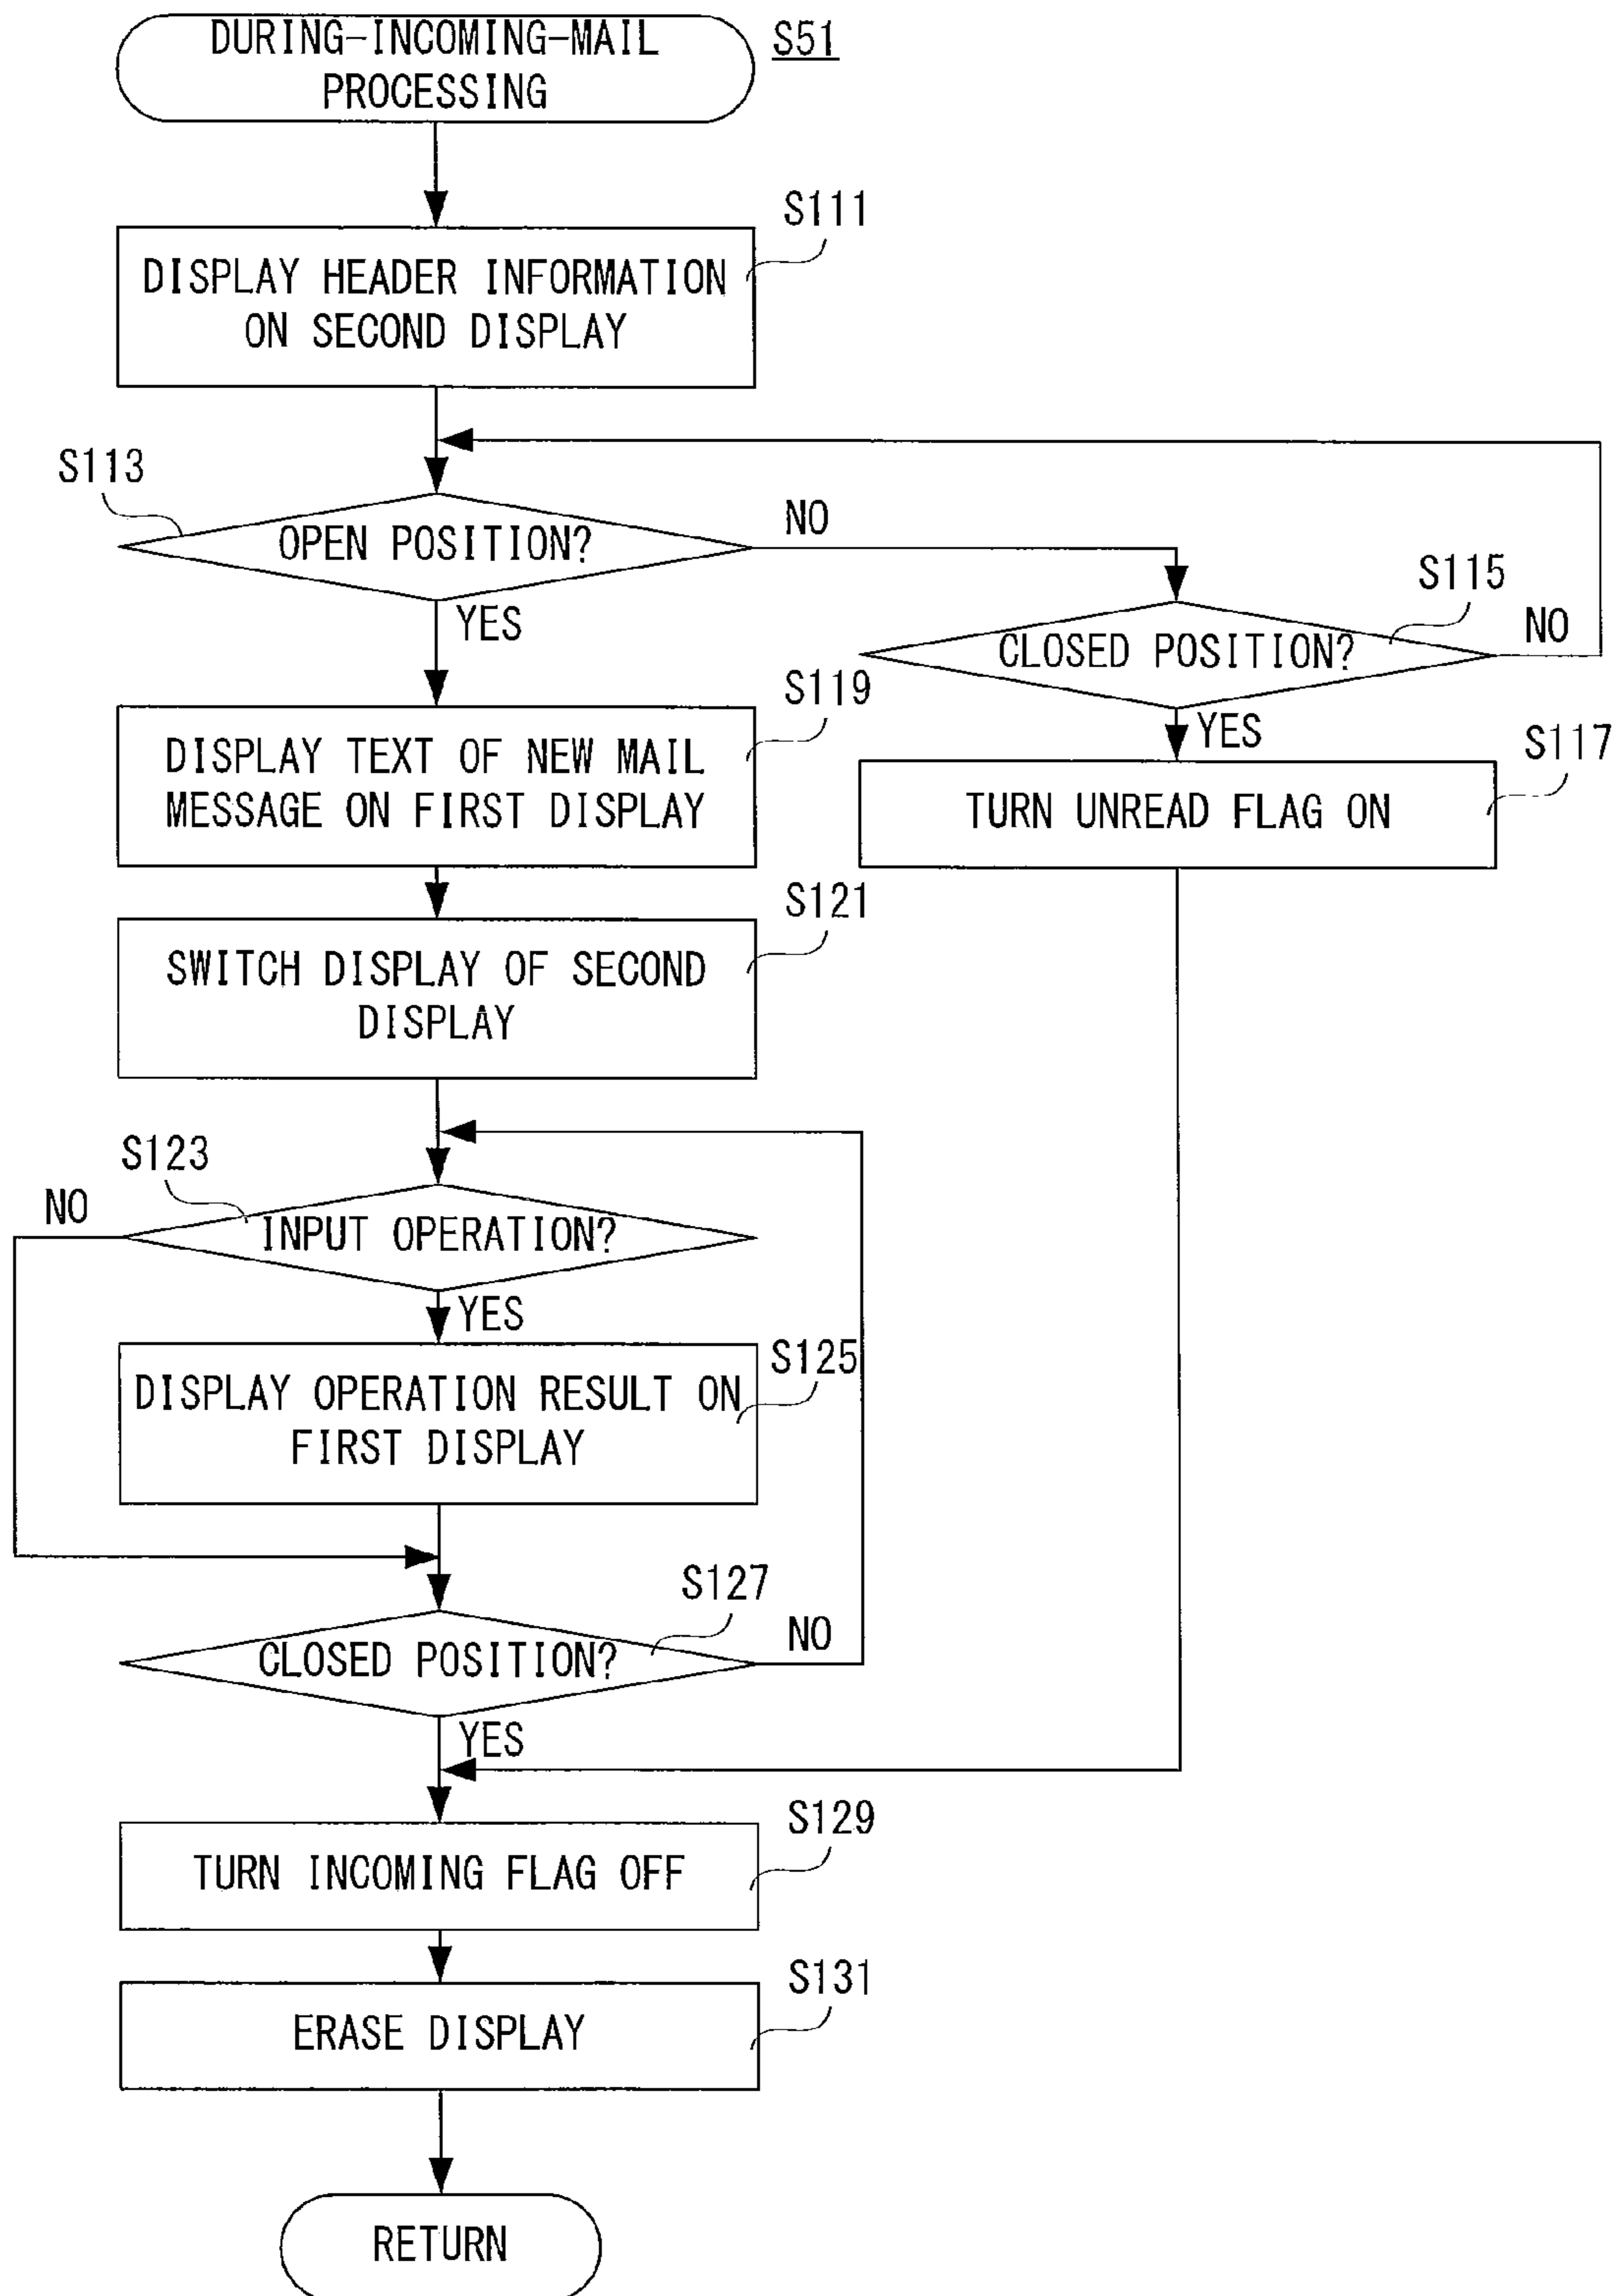 DURING-INCOMING-MAIL
PROCESSING
S51
S111
DISPLAY HEADER INFORMATION
ON SECOND DISPLAY
S113
OPEN POSITION?
NO
YES
S115
CLOSED POSITION?
NO
YES
S117
TURN UNREAD FLAG ON
S119
DISPLAY TEXT OF NEW MAIL
MESSAGE ON FIRST DISPLAY
S121
SWITCH DISPLAY OF SECOND
DISPLAY
S123
NO
INPUT OPERATION?
YES
S125
DISPLAY OPERATION RESULT ON
FIRST DISPLAY
S127
CLOSED POSITION?
NO
YES
S129
TURN INCOMING FLAG OFF
S131
ERASE DISPLAY
RETURN